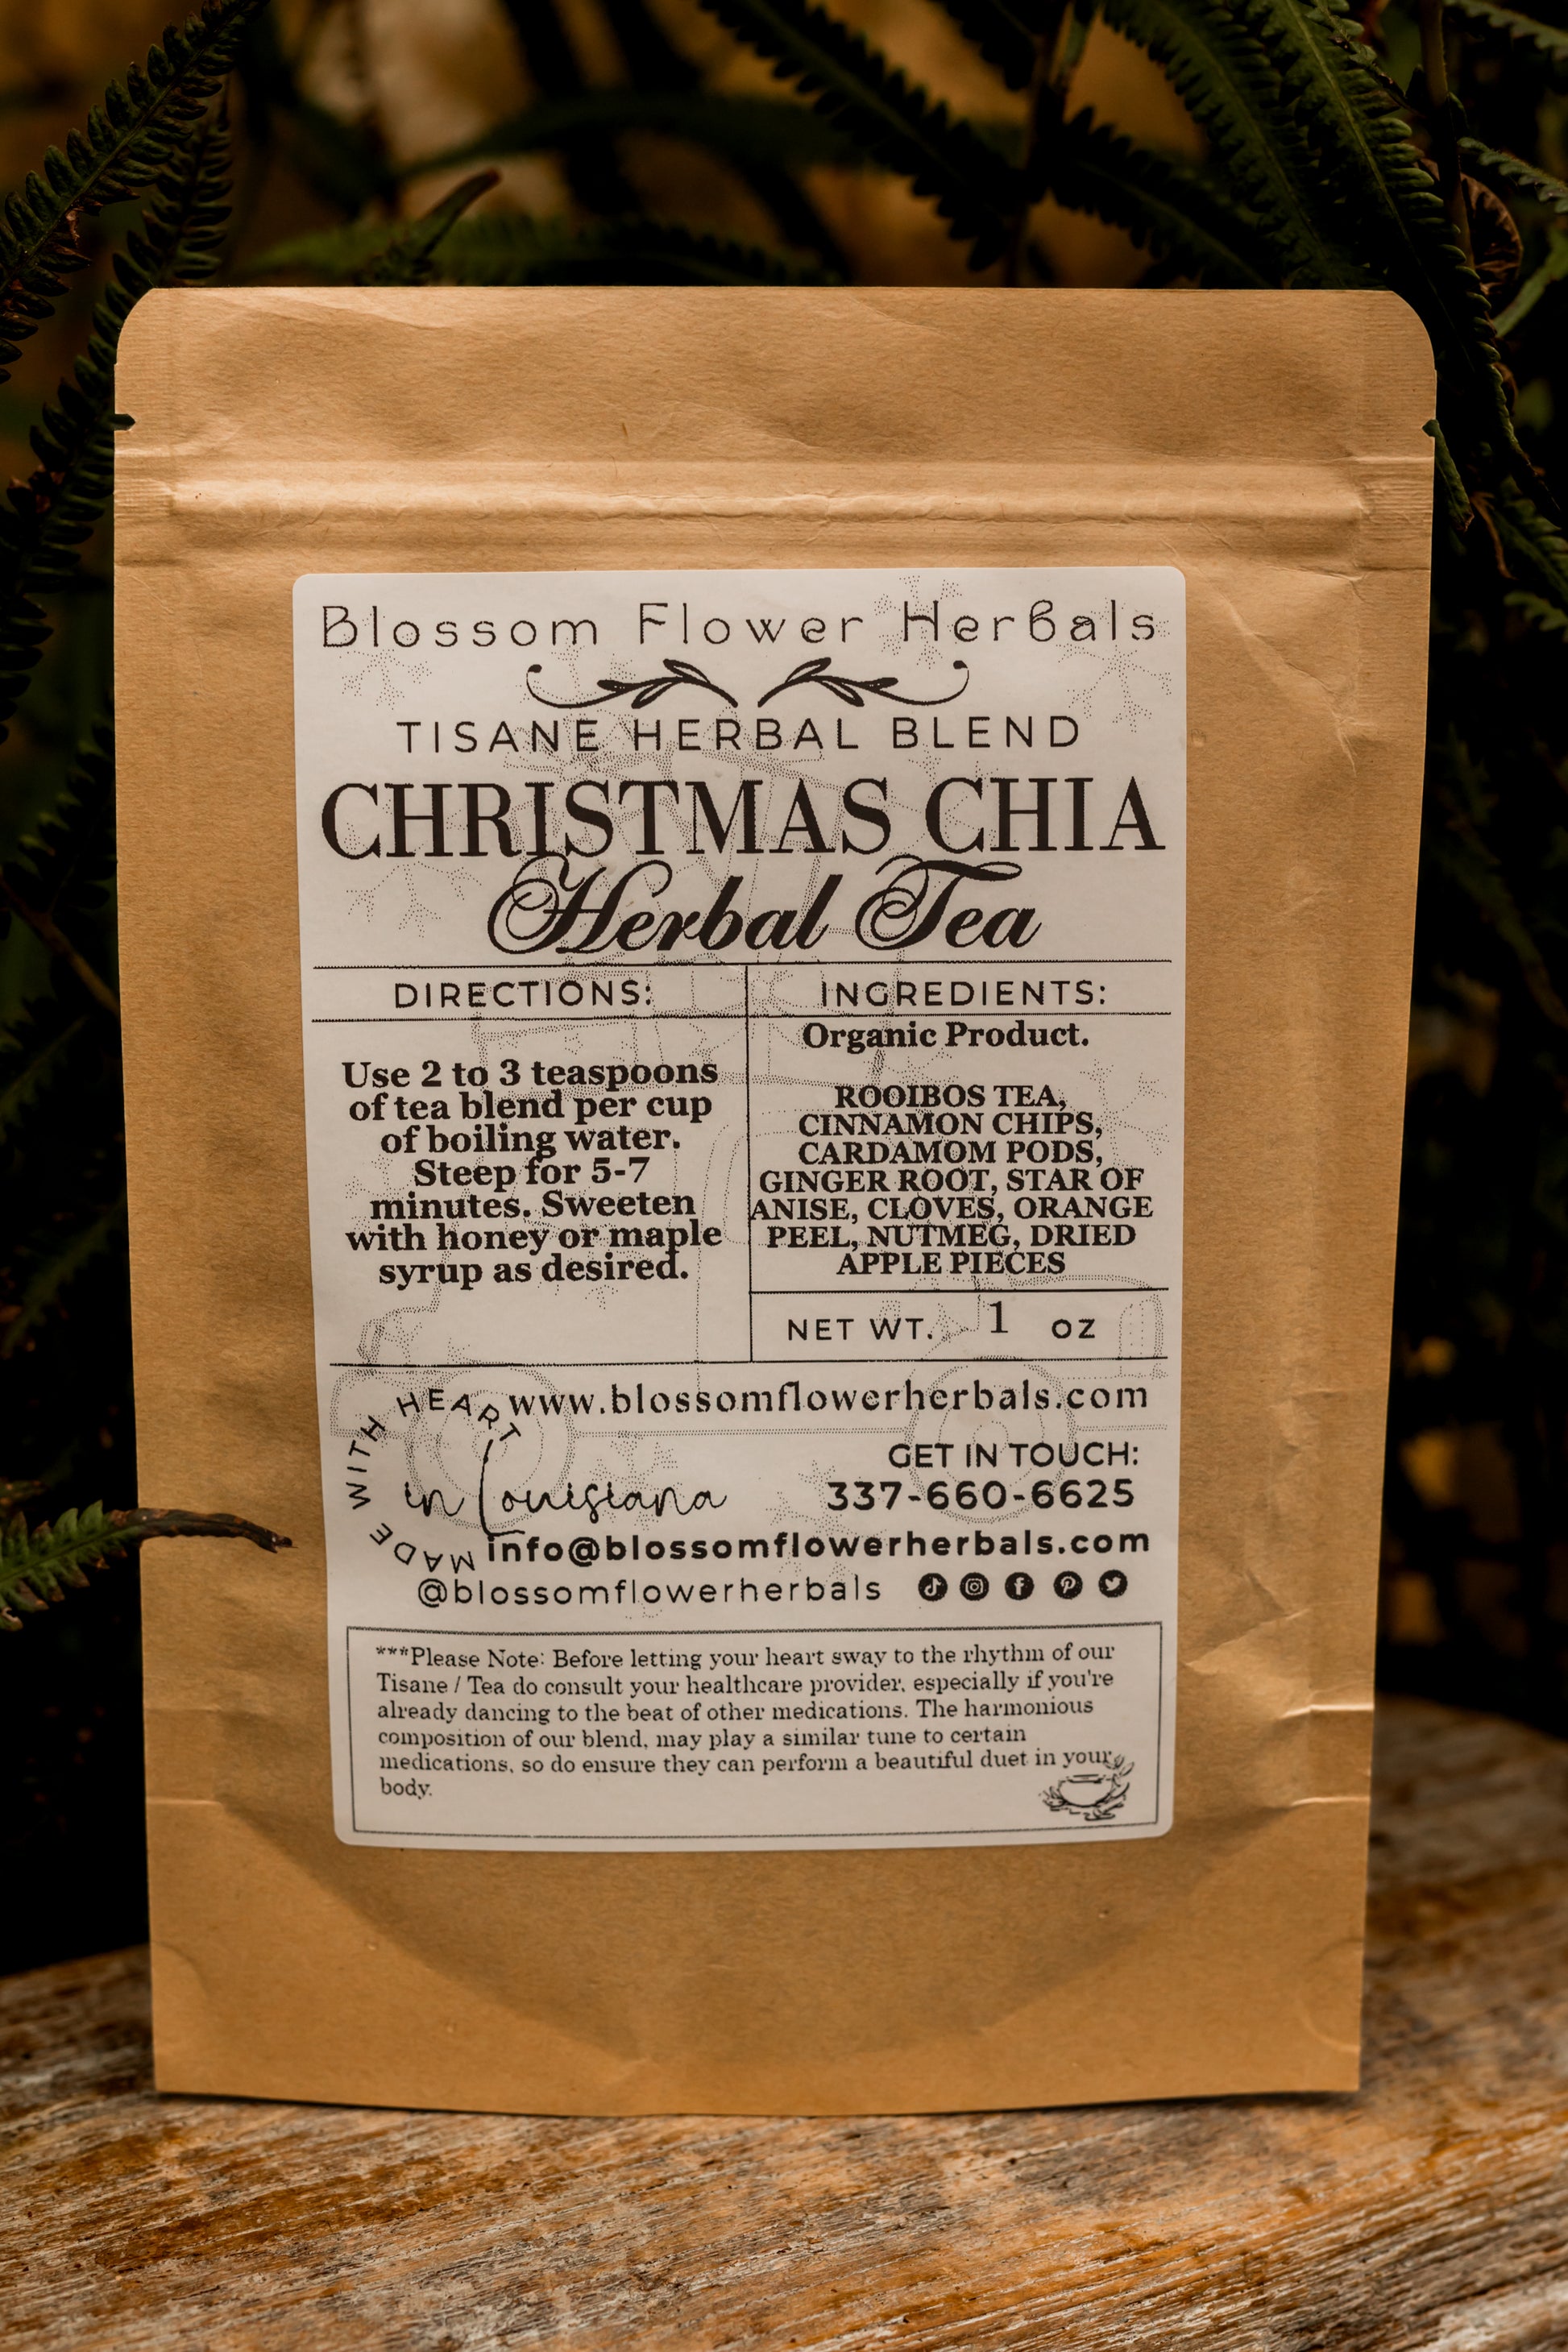 Blossom Flower Herbals
TISANE HERBAL BLEND
CHRISTMAS CHIA
Herbal Tea
DIRECTIONS:
Use 2 to 3 teaspoons
of tea blend per cup
of boiling water.
Steep for 5-7
minutes. Sweeten
with honey or maple
syrup as desired.
INGREDIENTS:
Organic Product.
ROOIBOS TEA,
CINNAMON CHIPS,
CARDAMOM PODS,
GINGER ROOT, STAR OF
ANISE, CLOVES, ORANGE
PEEL, NUTMEG, DRIED
APPLE PIECES
NET WT. 1 OZ
www.blossomflowerherbals.com
MADE WITH HEART
in Louisiana
GET IN TOUCH:
337-660-6625
info@blossomflowerherbals.com
@blossomflowerherbals
***Please Note: Before letting your heart sway to the rhythm of our
Tisane / Tea do consult your healthcare provider, especially if you're
already dancing to the beat of other medications. The harmonious
composition of our blend, may play a similar tune to certain
medications, so do ensure they can perform a beautiful duet in your
body.